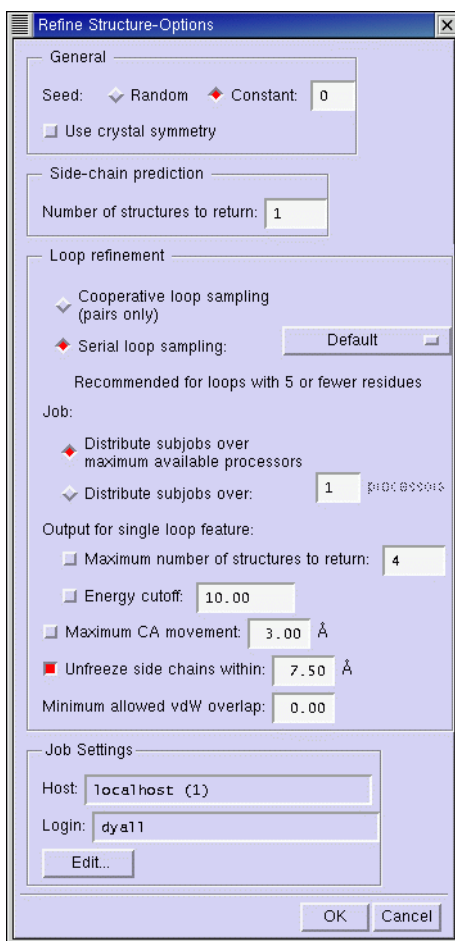 Refine Structure-Options
General
Seed: Random Constant: 0
Use crystal symmetry
Side-chain prediction
Number of structures to return: 1
Loop refinement
Cooperative loop sampling
(pairs only)
Serial loop sampling: Default
Recommended for loops with 5 or fewer residues
Job:
Distribute subjobs over
maximum available processors
Distribute subjobs over: 1 processors
Output for single loop feature:
Maximum number of structures to return: 4
Energy cutoff: 10.00
Maximum CA movement: 3.00 Å
Unfreeze side chains within: 7.50 Å
Minimum allowed vdW overlap: 0.00
Job Settings
Host: localhost (1)
Login: dyall
Edit...
OK Cancel